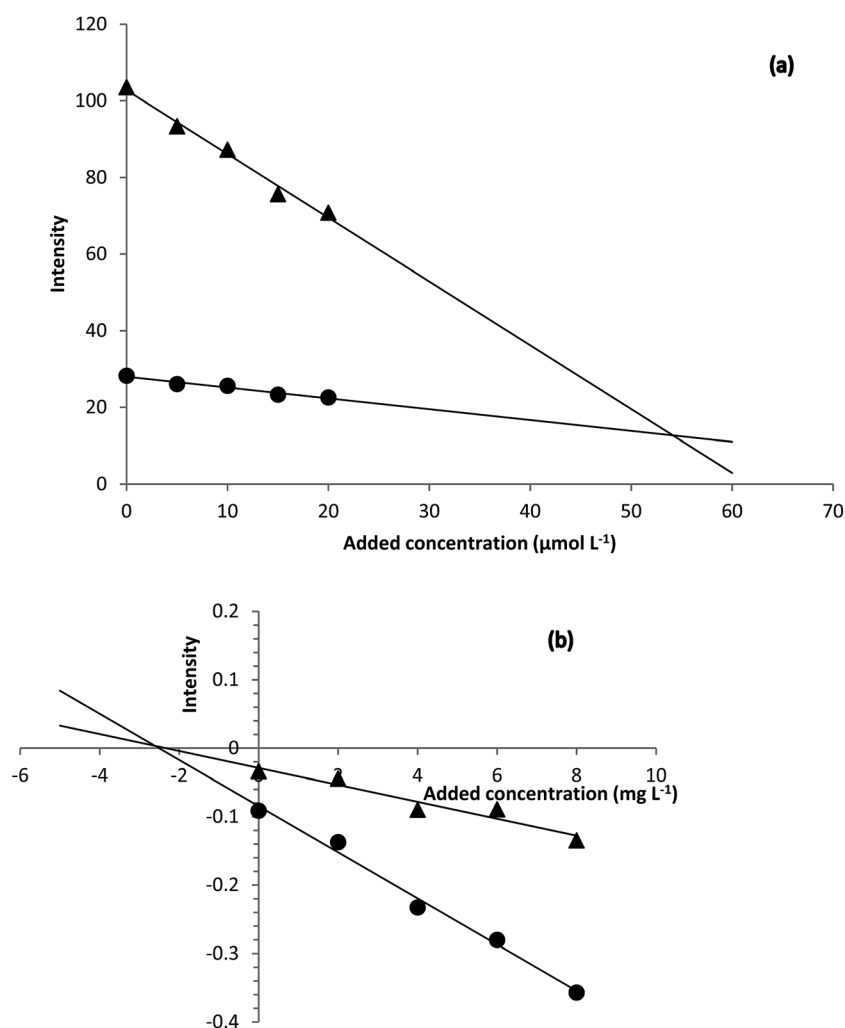 120
(a)
100
80
Intensity
60
40
20
0
0 10 20 30 40 50 60 70
Added concentration (µmol L-1)
0.2
(b)
Intensity
0.1
0
-6 -4 -2 0 2 4 6 8 10
Added concentration (mg L-1)
-0.1
-0.2
-0.3
-0.4